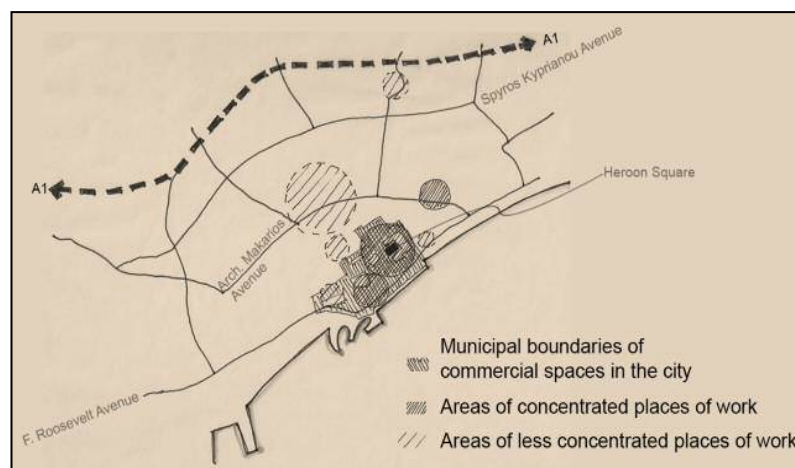 A1
Spyros Kyprianou Avenue
A1
Heroon Square
Arch. Makarios
Avenue
F. Roosevelt Avenue
Municipal boundaries of
commercial spaces in the city
Areas of concentrated places of work
Areas of less concentrated places of work